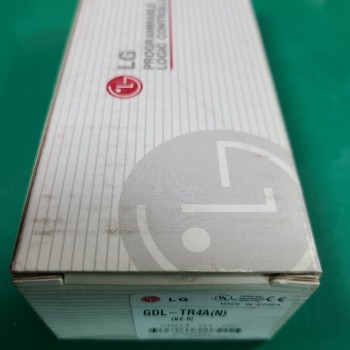 LG
PROGRAMMABLE
LOGIC CONTROLLER
LG
GDL-TR4A(N)
MADE IN KOREA